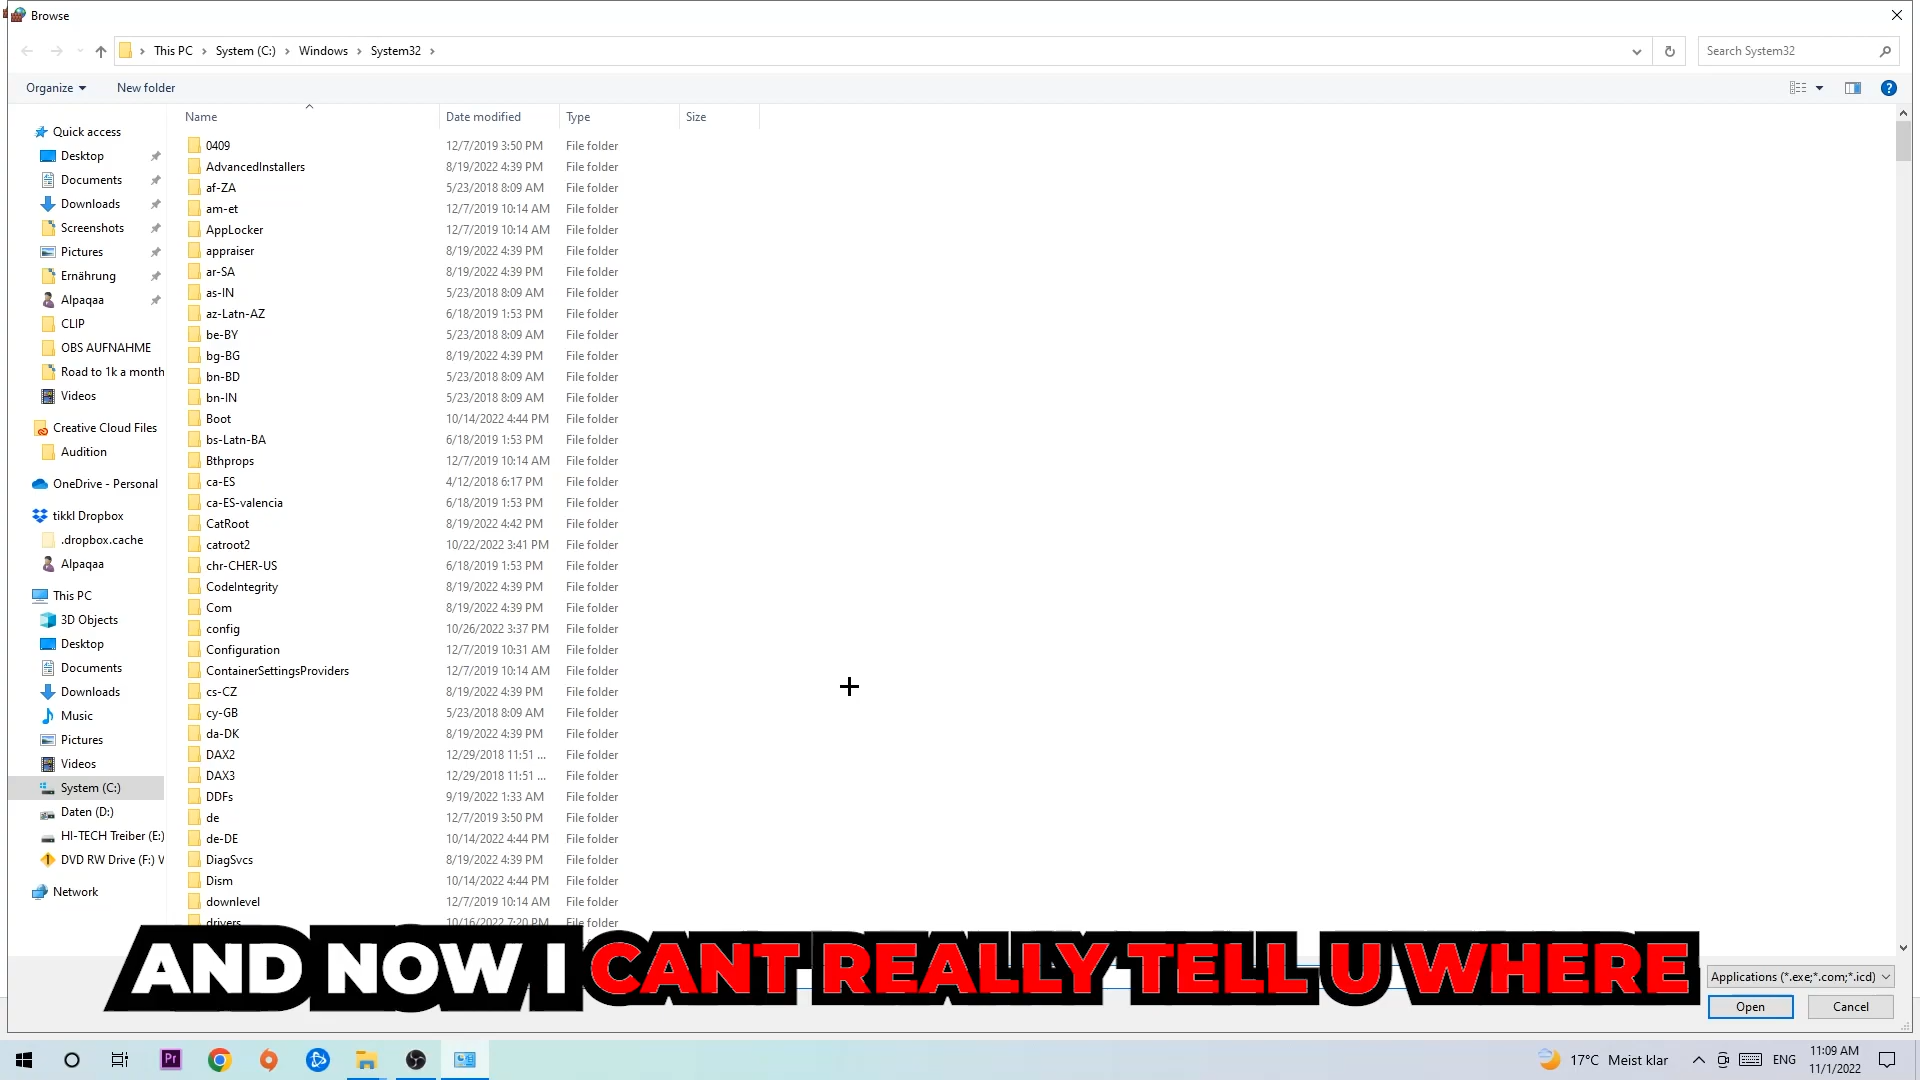 Browse
This PC
System (C:)
Windows
System32
Search System32
Organize
New folder
Name
Date modified
Type
Size
Quick access
Desktop
Documents
Downloads
Screenshots
Pictures
Ernährung
Alpaqaa
CLIP
OBS AUFNAHME
Road to 1k a month
Videos
Creative Cloud Files
Audition
OneDrive - Personal
tikkl Dropbox
.dropbox.cache
Alpaqaa
This PC
3D Objects
Desktop
Documents
Downloads
Music
Pictures
Videos
System (C:)
Daten (D:)
HI-TECH Treiber (E:)
DVD RW Drive (F:) V
Network
0409 12/7/2019 3:50 PM File folder
AdvancedInstallers 8/19/2022 4:39 PM File folder
af-ZA 5/23/2018 8:09 AM File folder
am-et 12/7/2019 10:14 AM File folder
AppLocker 12/7/2019 10:14 AM File folder
appraiser 8/19/2022 4:39 PM File folder
ar-SA 8/19/2022 4:39 PM File folder
as-IN 5/23/2018 8:09 AM File folder
az-Latn-AZ 6/18/2019 1:53 PM File folder
be-BY 5/23/2018 8:09 AM File folder
bg-BG 8/19/2022 4:39 PM File folder
bn-BD 5/23/2018 8:09 AM File folder
bn-IN 5/23/2018 8:09 AM File folder
Boot 10/14/2022 4:44 PM File folder
bs-Latn-BA 6/18/2019 1:53 PM File folder
Bthprops 12/7/2019 10:14 AM File folder
ca-ES 4/12/2018 6:17 PM File folder
ca-ES-valencia 6/18/2019 1:53 PM File folder
CatRoot 8/19/2022 4:42 PM File folder
catroot2 10/22/2022 3:41 PM File folder
chr-CHER-US 6/18/2019 1:53 PM File folder
CodeIntegrity 8/19/2022 4:39 PM File folder
Com 8/19/2022 4:39 PM File folder
config 10/26/2022 3:37 PM File folder
Configuration 12/7/2019 10:31 AM File folder
ContainerSettingsProviders 12/7/2019 10:14 AM File folder
cs-CZ 8/19/2022 4:39 PM File folder
cy-GB 5/23/2018 8:09 AM File folder
da-DK 8/19/2022 4:39 PM File folder
DAX2 12/29/2018 11:51 ... File folder
DAX3 12/29/2018 11:51 ... File folder
DDFs 9/19/2022 1:33 AM File folder
de 12/7/2019 3:50 PM File folder
de-DE 10/14/2022 4:44 PM File folder
DiagSvcs 8/19/2022 4:39 PM File folder
Dism 10/14/2022 4:44 PM File folder
downlevel 12/7/2019 10:14 AM File folder
drivers 10/16/2022 7:20 PM File folder
AND NOW I CANT REALLY TELL U WHERE
Applications (*.exe;*.com;*.icd)
Open
Cancel
Pr
17°C Meist klar
ENG
11:09 AM
11/1/2022